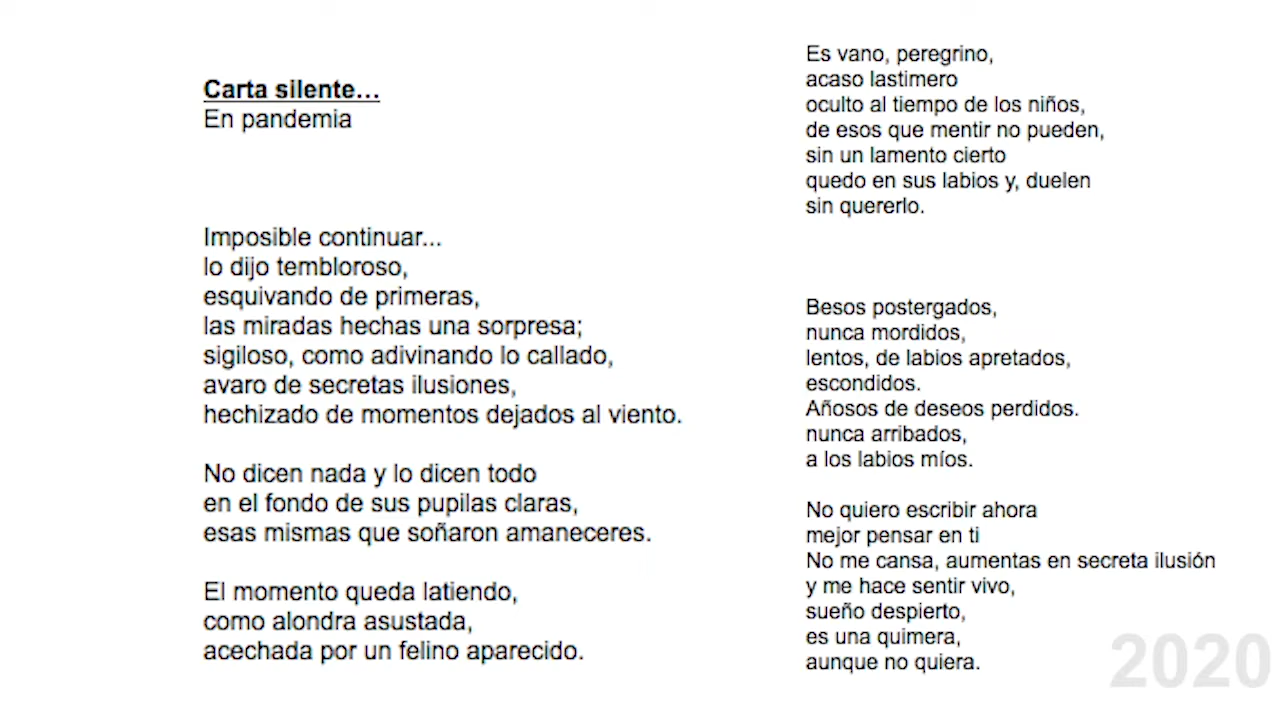 Carta silente...
En pandemia
Imposible continuar...
lo dijo tembloroso,
esquivando de primeras,
las miradas hechas una sorpresa;
sigiloso, como adivinando lo callado,
avaro de secretas ilusiones,
hechizado de momentos dejados al viento.
No dicen nada y lo dicen todo
en el fondo de sus pupilas claras,
esas mismas que soñaron amaneceres.
El momento queda latiendo,
como alondra asustada,
acechada por un felino aparecido.
Es vano, peregrino,
acaso lastimero
oculto al tiempo de los niños,
de esos que mentir no pueden,
sin un lamento cierto
quedo en sus labios y, duelen
sin quererlo.
Besos postergados,
nunca mordidos,
lentos, de labios apretados,
escondidos.
Añosos de deseos perdidos.
nunca arribados,
a los labios míos.
No quiero escribir ahora
mejor pensar en ti
No me cansa, aumentas en secreta ilusión
y me hace sentir vivo,
sueño despierto,
es una quimera,
aunque no quiera.
2020